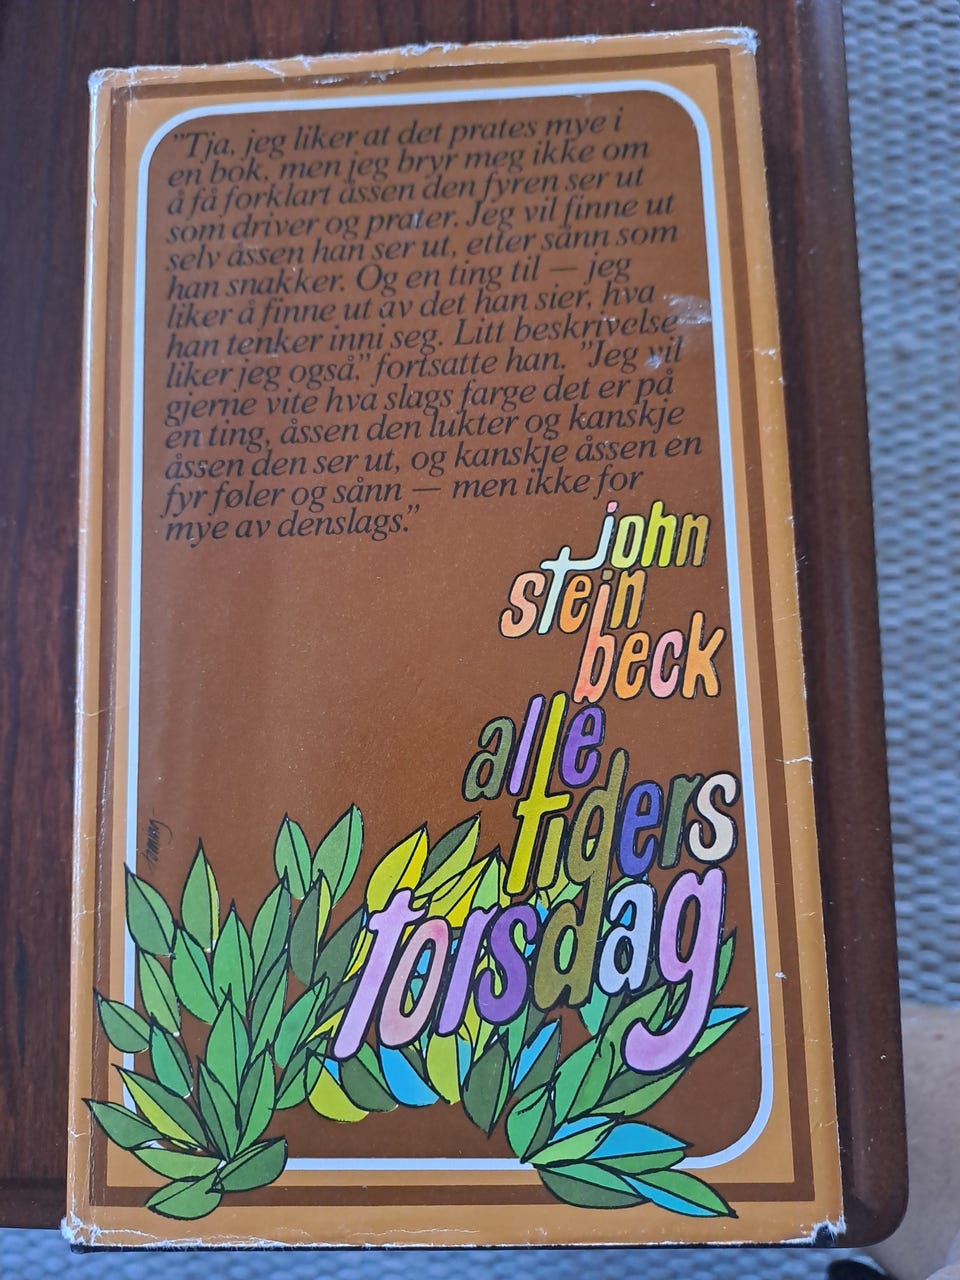 "Tja, jeg liker at det prates mye i
en bok, men jeg bryr meg ikke om
å få forklart åssen den fyren ser ut
som driver og prater. Jeg vil finne ut
selv åssen han ser ut, etter sånn som
han snakker. Og en ting til — jeg
liker å finne ut av det han sier, hva
han tenker inni seg. Litt beskrivelse
liker jeg også," fortsatte han. "Jeg vil
gjerne vite hva slags farge det er på
en ting, åssen den lukter og kanskje
åssen den ser ut, og kanskje åssen en
fyr føler og sånn — men ikke for
mye av denslags."
john
stein
beck
alle
tiders
torsdag